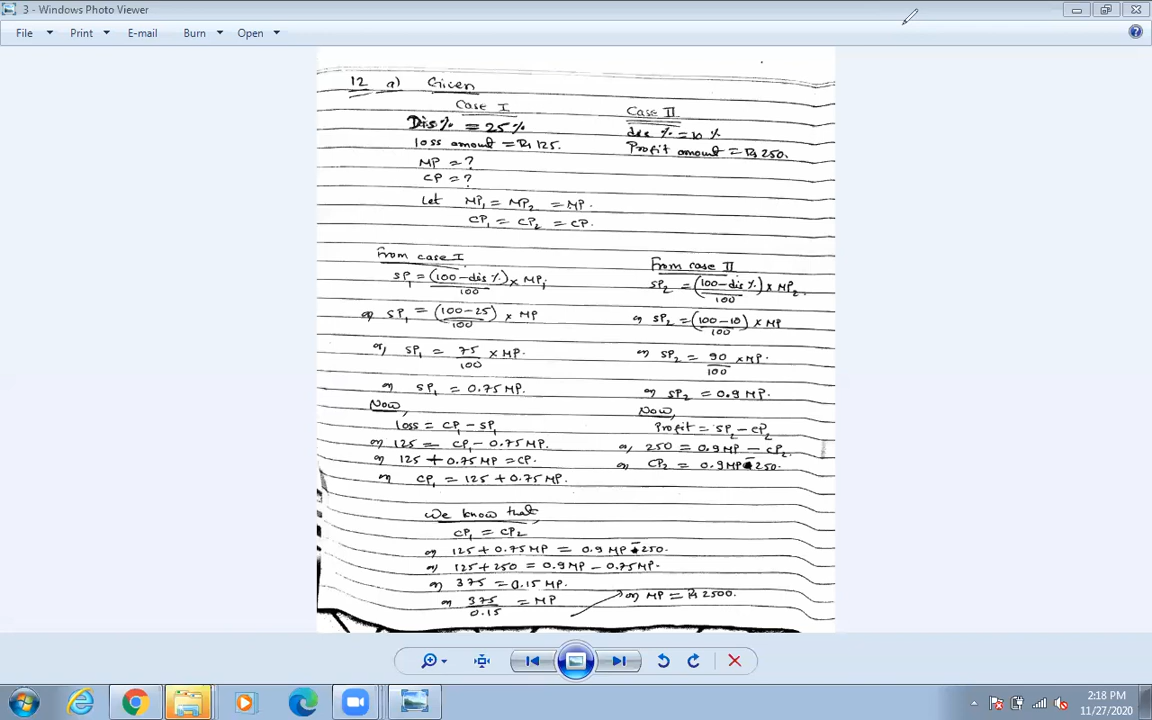 3 - Windows Photo Viewer
File Print E-mail Burn Open
12 a) Given
Case I
Dis% = 25%
loss amount = Rs 125.
MP = ?
CP = ?
Let MP₁ = MP₂ = MP.
CP₁ = CP₂ = CP.
Case II
dis % = 10 %
Profit amount = Rs 250.
From case I
SP₁ = (100-dis%)/100 × MP₁
or SP₁ = (100-25)/100 × MP
or, SP₁ = 75/100 × MP.
or SP₁ = 0.75 MP.
Now,
loss = CP₁ - SP₁
or 125 = CP₁ - 0.75 MP.
or 125 + 0.75 MP = CP.
or CP₁ = 125 + 0.75 MP.
From case II
SP₂ = (100-dis%)/100 × MP₂
or SP₂ = (100-10)/100 × MP
or SP₂ = 90/100 × MP.
or SP₂ = 0.9 MP.
Now,
Profit = SP₂ - CP₂
or, 250 = 0.9 MP - CP₂.
or CP₂ = 0.9 MP - 250.
We know that,
CP₁ = CP₂
or 125 + 0.75 MP = 0.9 MP - 250.
or 125 + 250 = 0.9 MP - 0.75 MP.
or 375 = 0.15 MP.
or 375/0.15 = MP
or MP = Rs 2500.
2:18 PM
11/27/2020